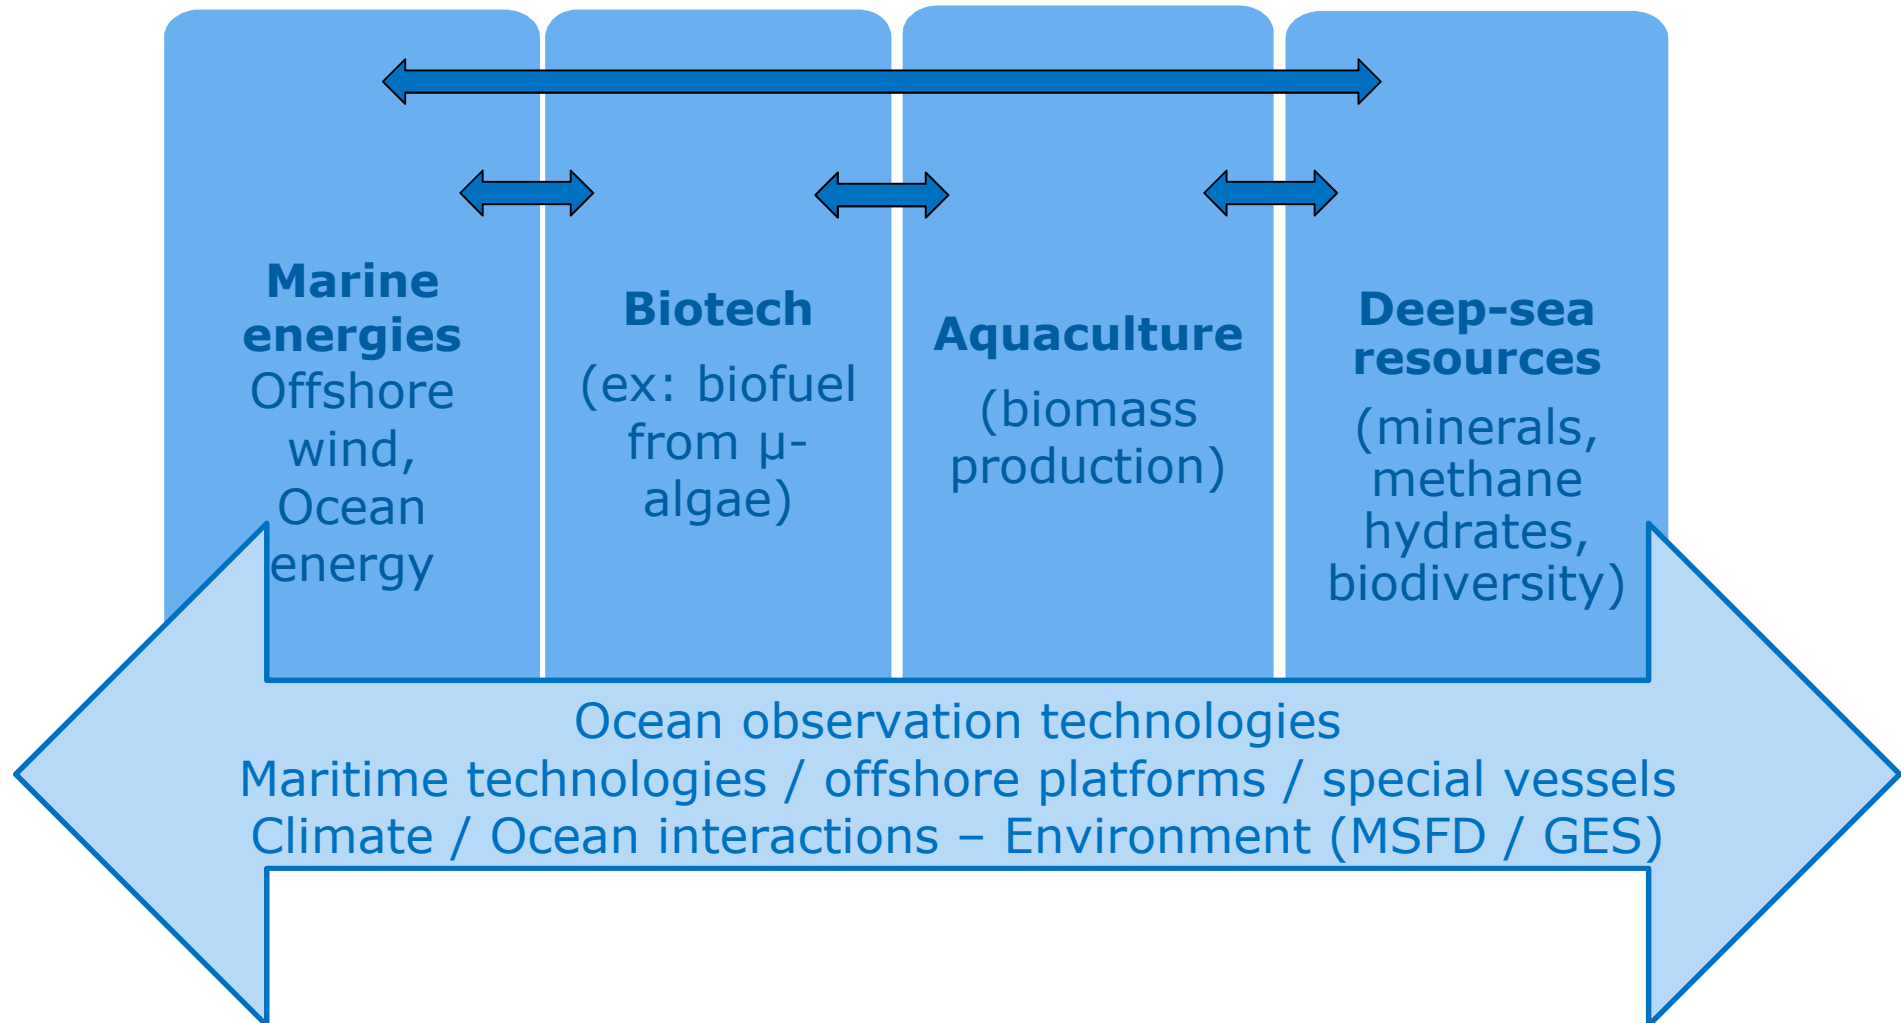 Marine
energies
Offshore
wind,
Ocean
energy
Biotech
(ex: biofuel
from µ-
algae)
Aquaculture
(biomass
production)
Deep-sea
resources
(minerals,
methane
hydrates,
biodiversity)
Ocean observation technologies
Maritime technologies / offshore platforms / special vessels
Climate / Ocean interactions – Environment (MSFD / GES)